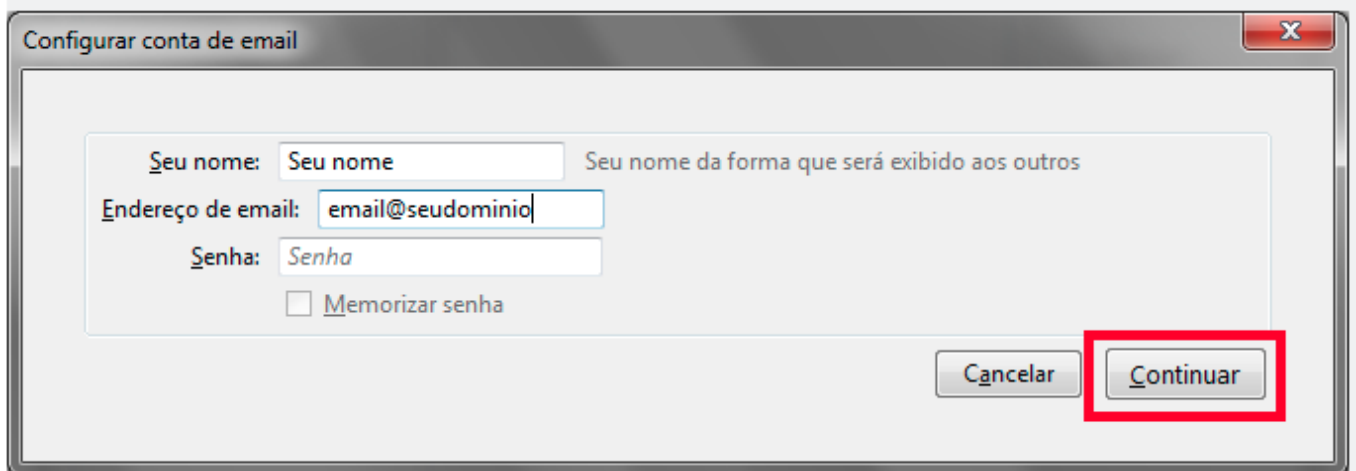 Configurar conta de email
x
Seu nome: Seu nome Seu nome da forma que será exibido aos outros
Endereço de email: email@seudominio
Senha: Senha
Memorizar senha
Cancelar Continuar